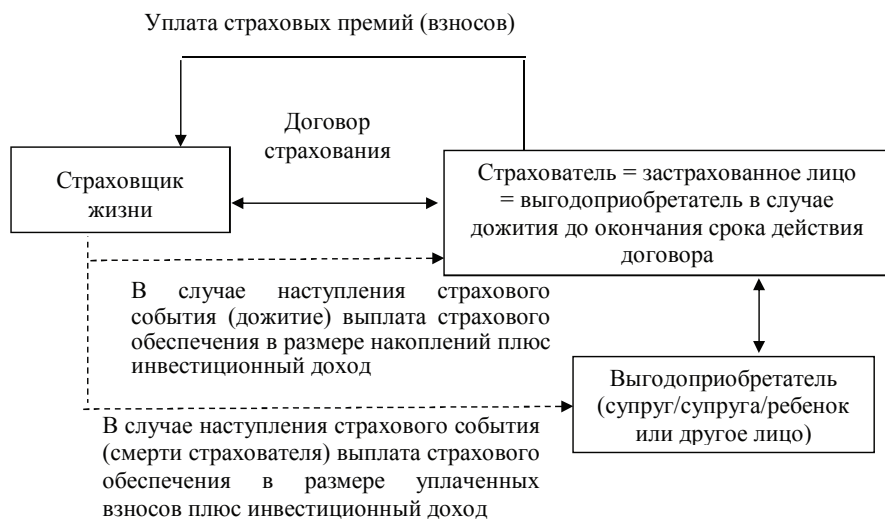 Уплата страховых премий (взносов)
Договор
страхования
Страховщик
жизни
Страхователь = застрахованное лицо
= выгодоприобретатель в случае
дожития до окончания срока действия
договора
В случае наступления страхового
события (дожитие) выплата страхового
обеспечения в размере накоплений плюс
инвестиционный доход
Выгодоприобретатель
(супруг/супруга/ребенок
или другое лицо)
В случае наступления страхового события
(смерти страхователя) выплата страхового
обеспечения в размере уплаченных
взносов плюс инвестиционный доход